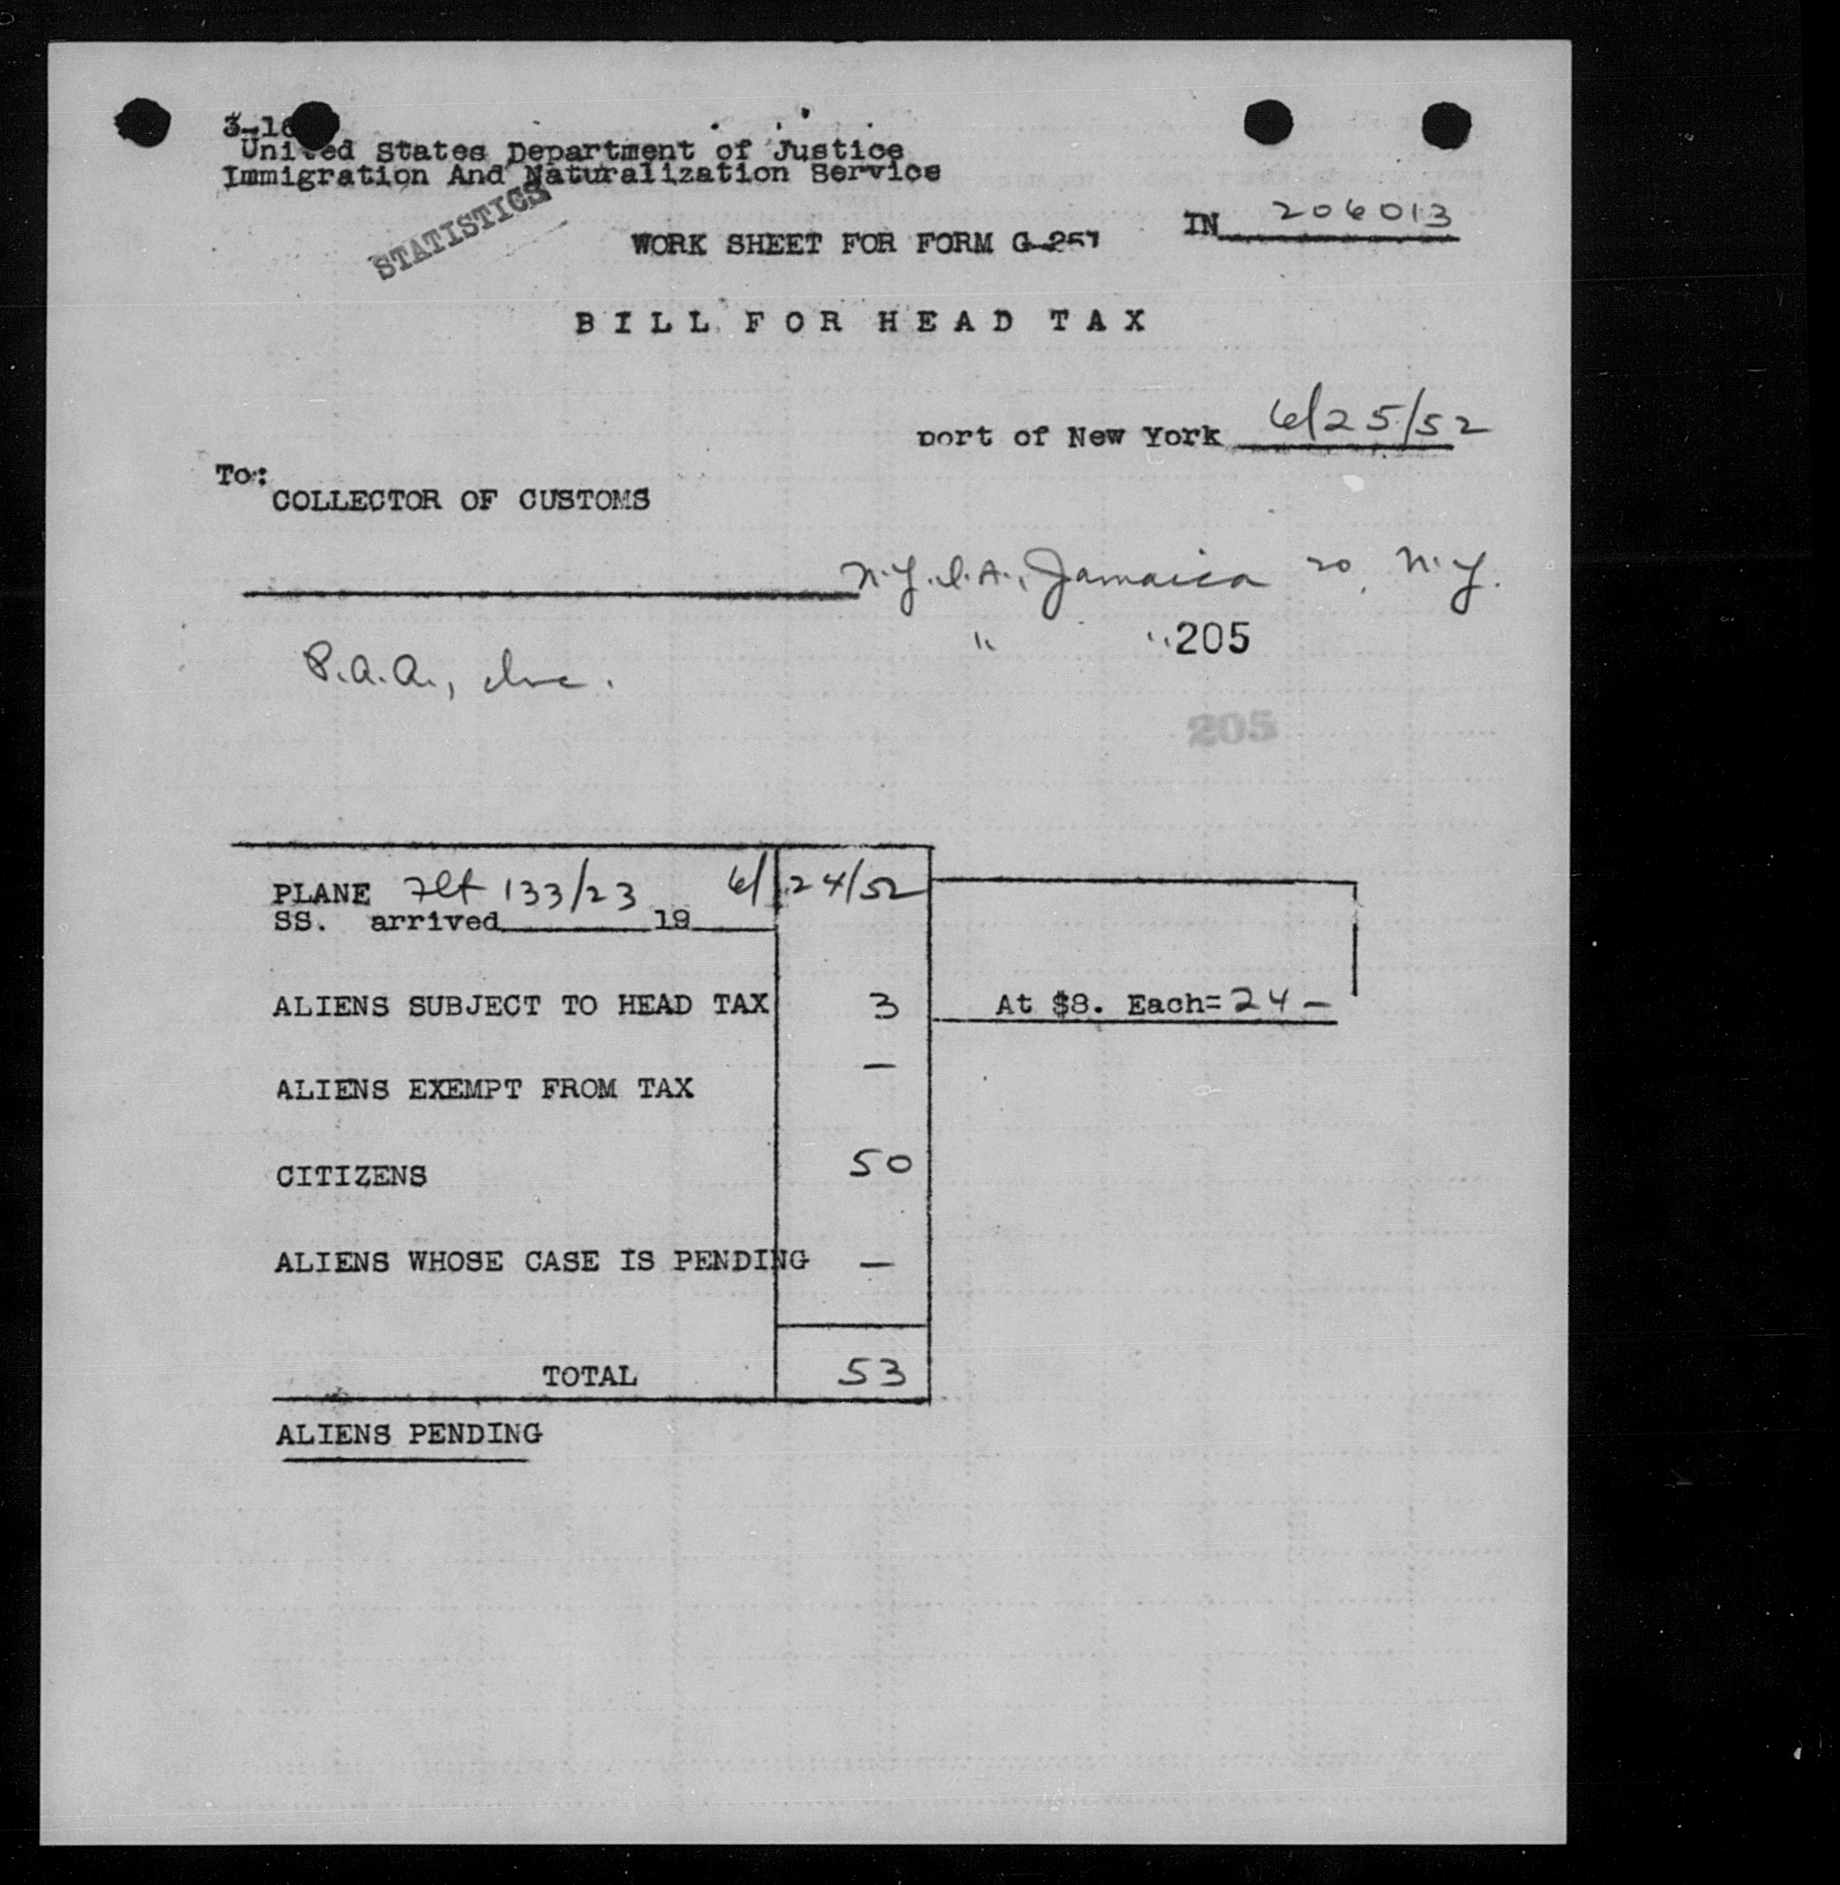 3-16
United States Department of Justice
Immigration And Naturalization Service
STATISTICS
IN 206013
WORK SHEET FOR FORM G-257
BILL FOR HEAD TAX
port of New York 6/25/52
To:
COLLECTOR OF CUSTOMS
N.Y.I.A., Jamaica 20, N.Y.
" " 205
P.A.A., Inc.
205
PLANE Flt 133/23 6/24/52
SS. arrived 19
ALIENS SUBJECT TO HEAD TAX 3 At $8. Each= 24 —
ALIENS EXEMPT FROM TAX —
CITIZENS 50
ALIENS WHOSE CASE IS PENDING —
TOTAL 53
ALIENS PENDING